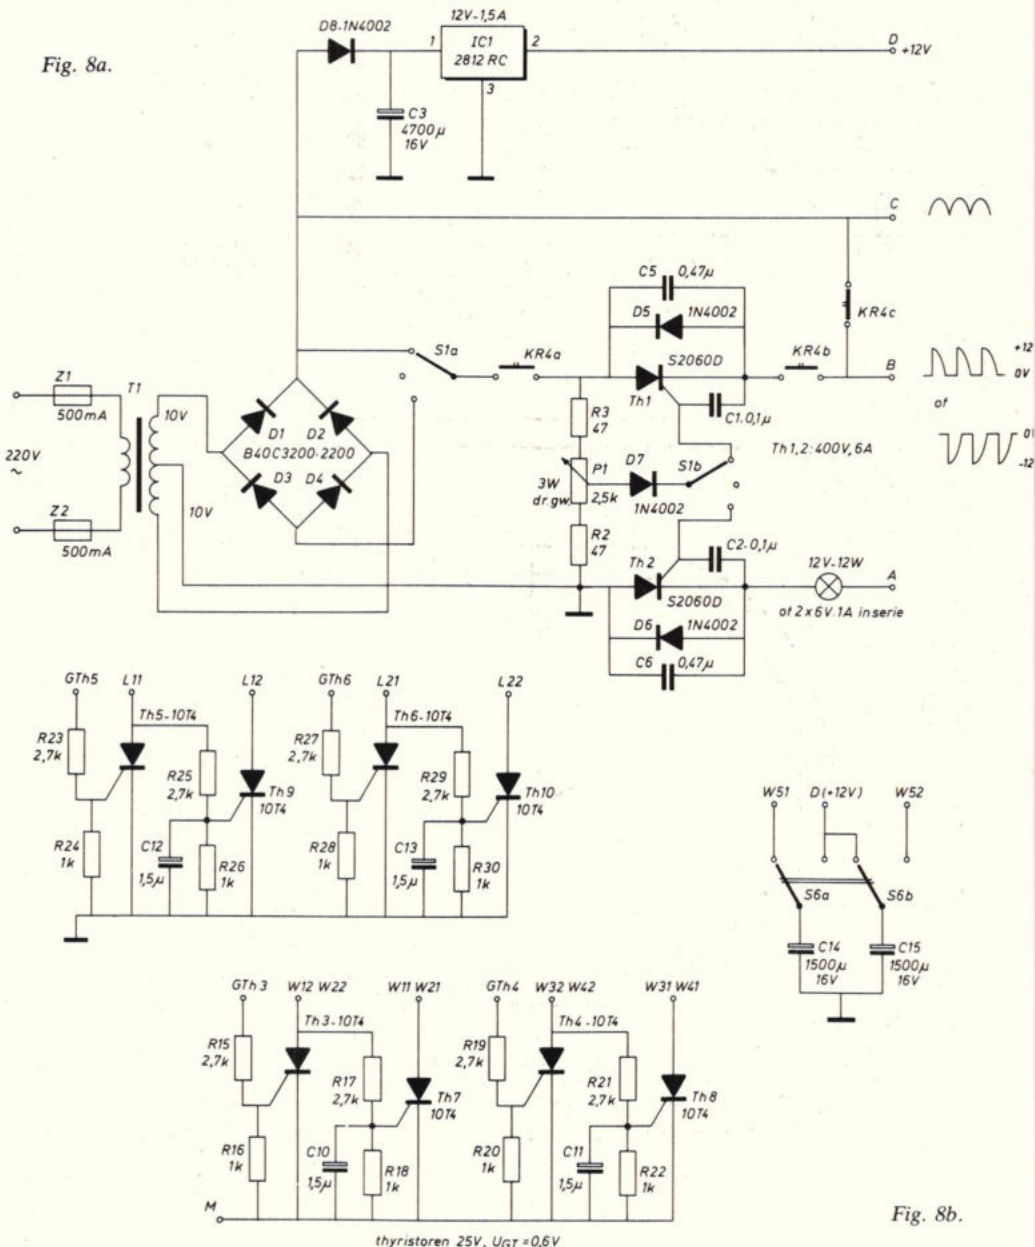 Fig. 8a.
D8-1N4002
12V-1,5A
1
IC1
2812 RC
2
3
D
+12V
C3
4700µ
16V
C
C5
0,47µ
D5
1N4002
KR4c
S1a
KR4a
S2060D
KR4b
B
+12
0V
of
-12
Th1
C1.0,1µ
Th1,2:400V,6A
Z1
500mA
T1
10V
D1
D2
B40C3200-2200
D3
D4
220V
~
10V
Z2
500mA
R3
47
P1
2,5k
3W
dr.gw.
D7
1N4002
S1b
R2
47
Th2
C2.0,1µ
S2060D
12V-12W
A
of 2x6V.1A in serie
D6
1N4002
C6
0,47µ
GTh5
L11
L12
GTh6
L21
L22
Th5-10T4
Th6-10T4
R23
2,7k
R25
2,7k
Th9
10T4
R27
2,7k
R29
2,7k
Th10
10T4
R24
1k
C12
1,5µ
R26
1k
R28
1k
C13
1,5µ
R30
1k
W51
D(+12V)
W52
S6a
S6b
C14
1500µ
16V
C15
1500µ
16V
GTh3
W12 W22
W11 W21
GTh4
W32 W42
W31 W41
Th3-10T4
Th4-10T4
R15
2,7k
R17
2,7k
Th7
10T4
R19
2,7k
R21
2,7k
Th8
10T4
R16
1k
C10
1,5µ
R18
1k
R20
1k
C11
1,5µ
R22
1k
M
thyristoren 25V, UGT = 0,6V
Fig. 8b.